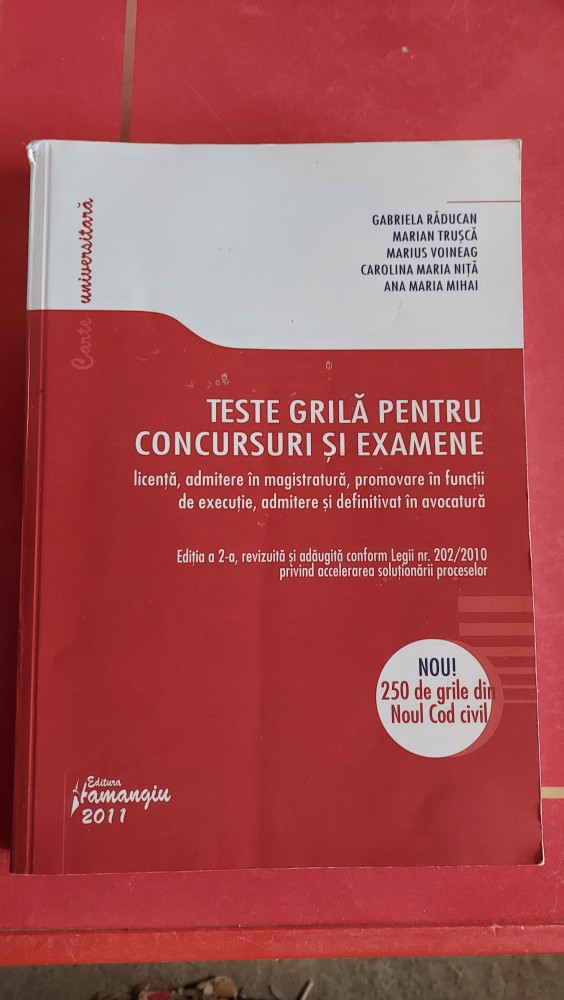 Carte universitară
GABRIELA RĂDUCAN
MARIAN TRUȘCĂ
MARIUS VOINEAG
CAROLINA MARIA NIȚĂ
ANA MARIA MIHAI
TESTE GRILĂ PENTRU
CONCURSURI ȘI EXAMENE
licență, admitere în magistratură, promovare în funcții
de execuție, admitere și definitivat în avocatură
Ediția a 2-a, revizuită și adăugită conform Legii nr. 202/2010
privind accelerarea soluționării proceselor
NOU!
250 de grile din
Noul Cod civil
Editura
Hamangiu
2011